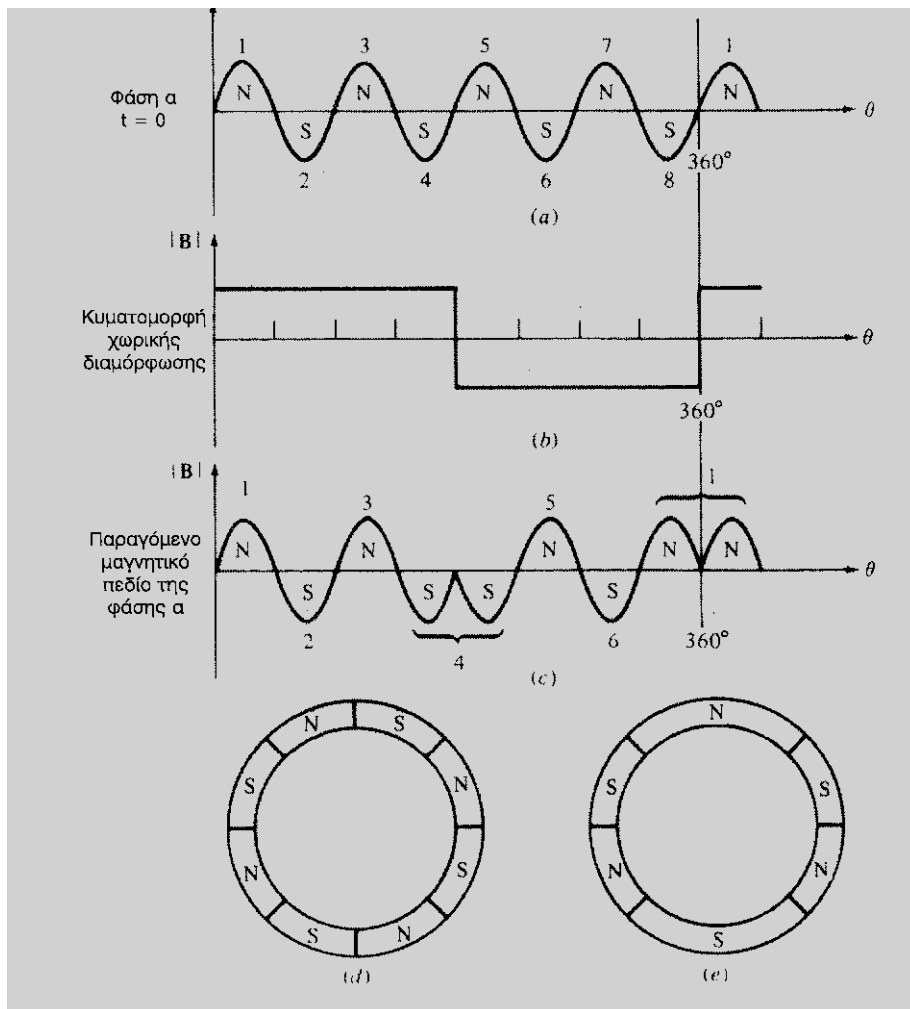 1 3 5 7 1
Φάση α
t = 0
N N N N N
S S S S
θ
360°
2 4 6 8
(a)
|B|
Κυματομορφή
χωρικής
διαμόρφωσης
θ
360°
(b)
|B|
1 3 5 1
Παραγόμενο
μαγνητικό
πεδίο της
φάσης α
N N N N N
S S S S
θ
2 4 6 360°
(c)
N S
S N
N S
S N
(d)
N
S S
N N
S
(e)